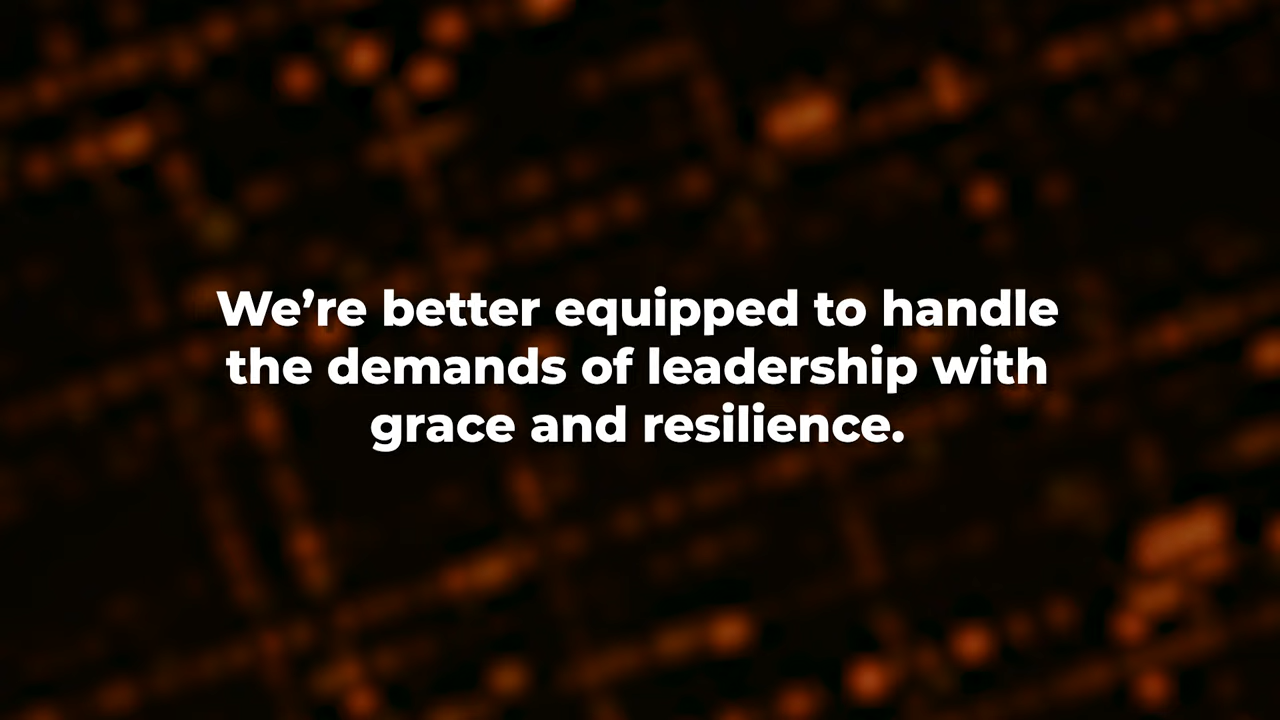 We’re better equipped to handle
the demands of leadership with
grace and resilience.